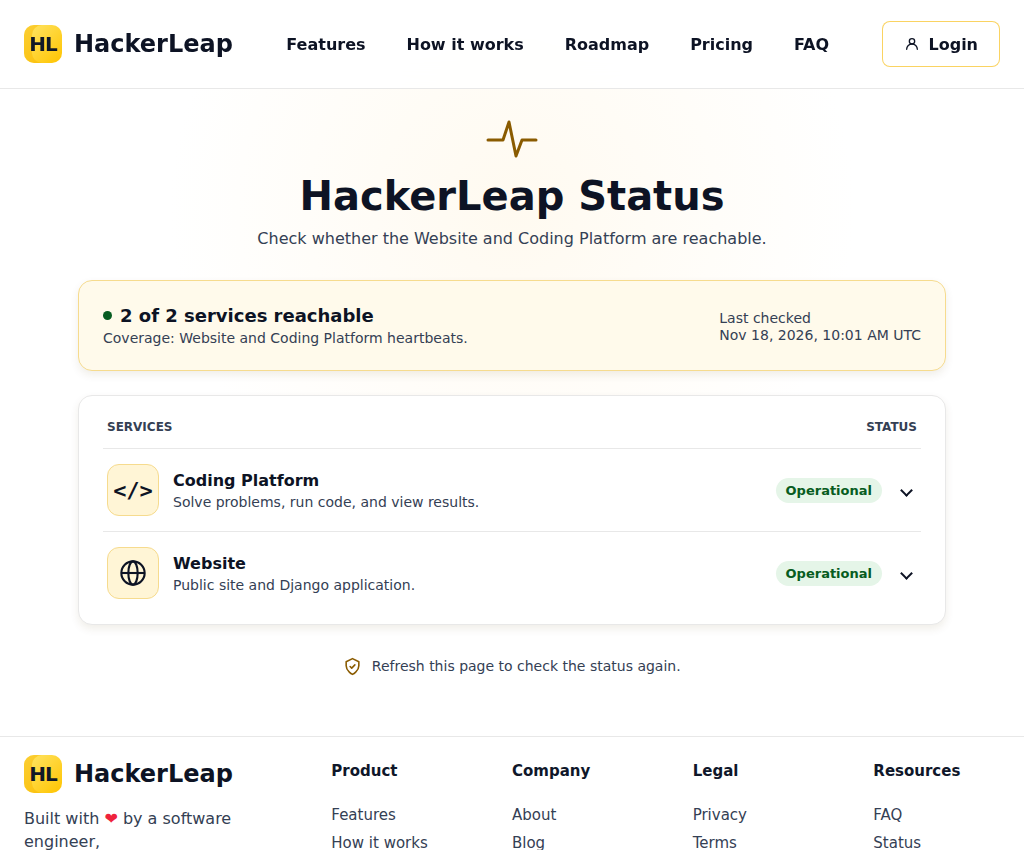 HL HackerLeap Features How it works Roadmap Pricing FAQ Login
HackerLeap Status
Check whether the Website and Coding Platform are reachable.
2 of 2 services reachable
Coverage: Website and Coding Platform heartbeats.
Last checked
Nov 18, 2026, 10:01 AM UTC
SERVICES STATUS
</> Coding Platform
Solve problems, run code, and view results.
Operational
Website
Public site and Django application.
Operational
Refresh this page to check the status again.
HL HackerLeap
Built with ❤ by a software
engineer,
Product
Features
How it works
Company
About
Blog
Legal
Privacy
Terms
Resources
FAQ
Status